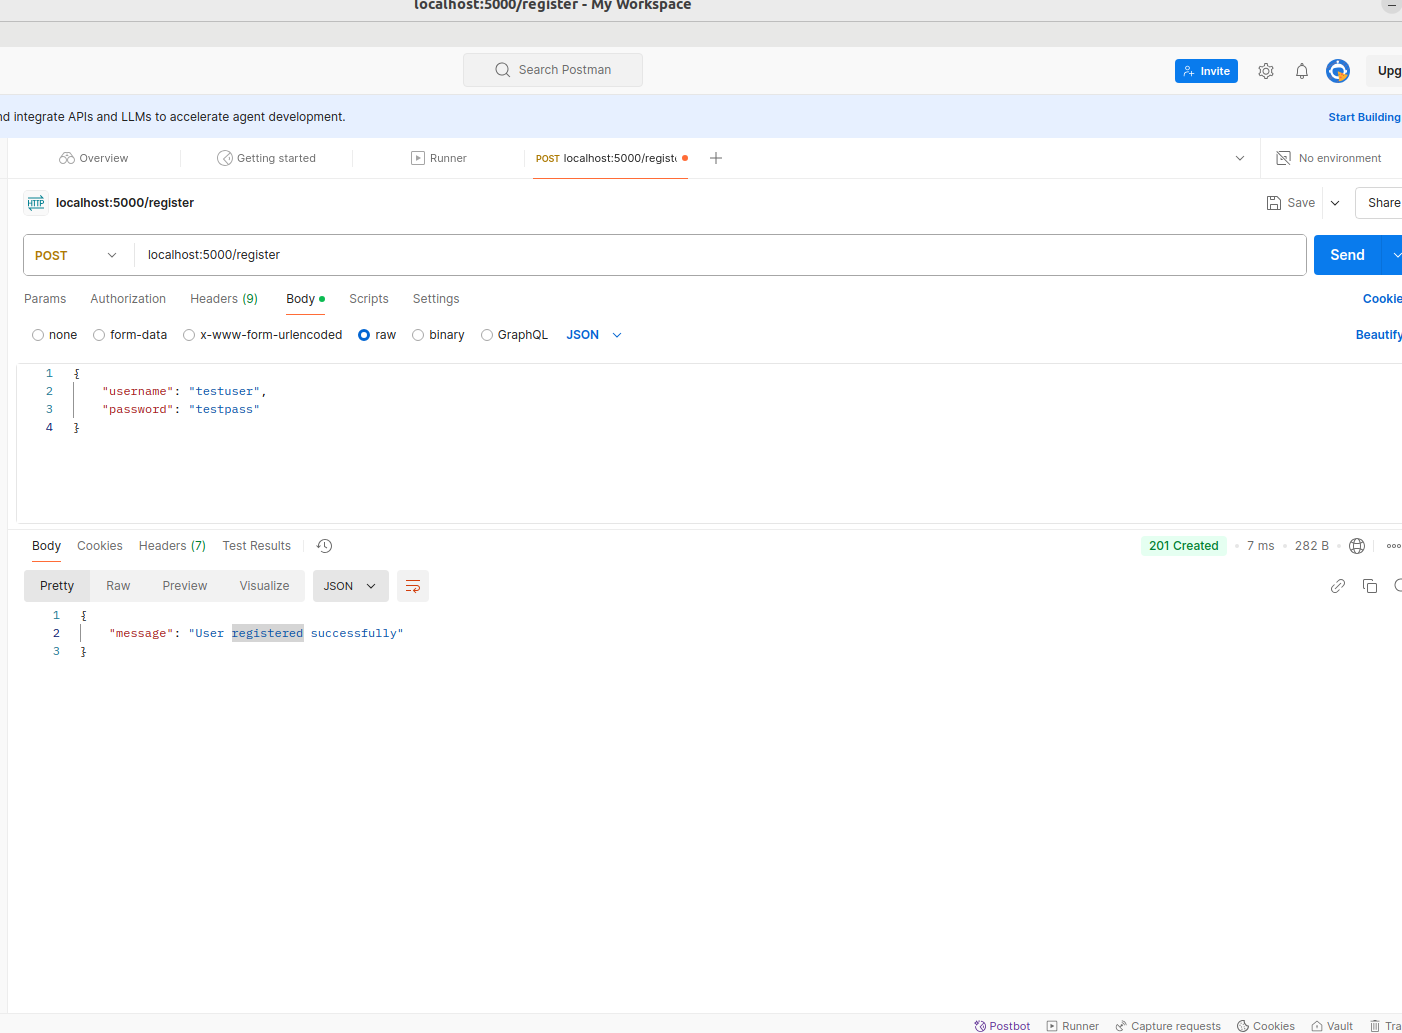 localhost:5000/register - My Workspace
Search Postman
Invite
Upg
nd integrate APIs and LLMs to accelerate agent development.
Start Building
Overview
Getting started
Runner
POST localhost:5000/regist
No environment
HTTP localhost:5000/register
Save
Share
POST
localhost:5000/register
Send
Params Authorization Headers (9) Body Scripts Settings
Cookie
none form-data x-www-form-urlencoded raw binary GraphQL JSON
Beautify
1 {
2 "username": "testuser",
3 "password": "testpass"
4 }
Body Cookies Headers (7) Test Results
201 Created 7 ms 282 B
Pretty Raw Preview Visualize JSON
1 {
2 "message": "User registered successfully"
3 }
Postbot Runner Capture requests Cookies Vault Tra